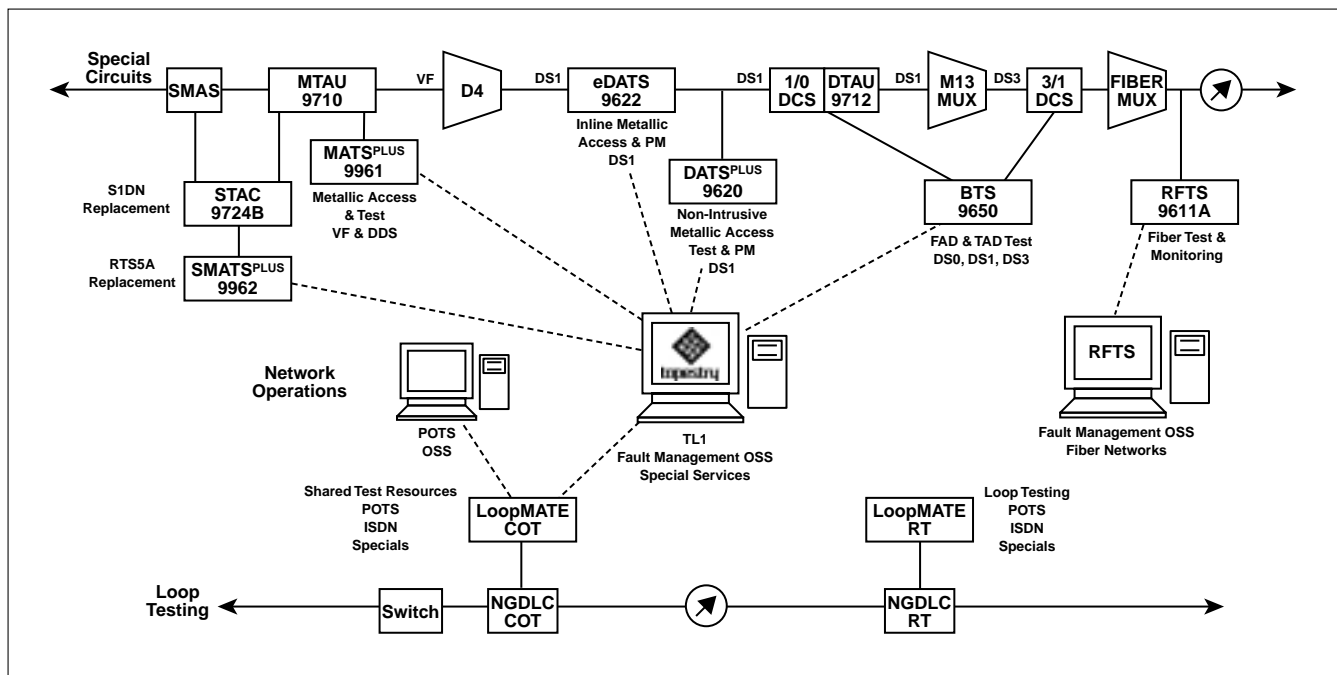 Special
Circuits
SMAS
MTAU
9710
VF
D4
DS1
eDATS
9622
DS1
1/0
DCS
DTAU
9712
DS1
M13
MUX
DS3
3/1
DCS
FIBER
MUX
Inline Metallic
Access & PM
DS1
MATSPLUS
9961
Metallic Access
& Test
VF & DDS
DATSPLUS
9620
Non-Intrusive
Metallic Access
Test & PM
DS1
S1DN
Replacement
STAC
9724B
BTS
9650
FAD & TAD Test
DS0, DS1, DS3
RFTS
9611A
Fiber Test &
Monitoring
RTS5A
Replacement
SMATSPLUS
9962
Network
Operations
POTS
OSS
tapestry
TL1
Fault Management OSS
Special Services
RFTS
Fault Management OSS
Fiber Networks
Shared Test Resources
POTS
ISDN
Specials
LoopMATE
COT
LoopMATE
RT
Loop Testing
POTS
ISDN
Specials
Loop
Testing
Switch
NGDLC
COT
NGDLC
RT